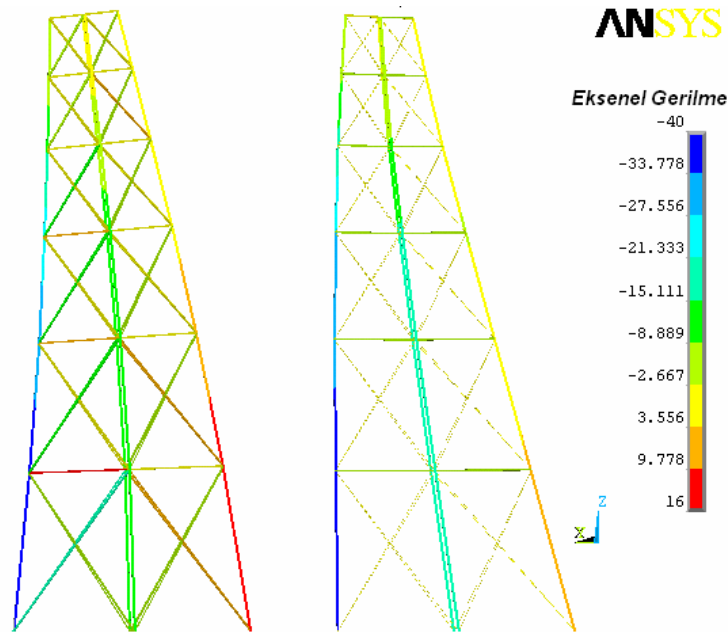 ANSYS
Eksenel Gerilme
-40
-33.778
-27.556
-21.333
-15.111
-8.889
-2.667
3.556
9.778
16
Z
X